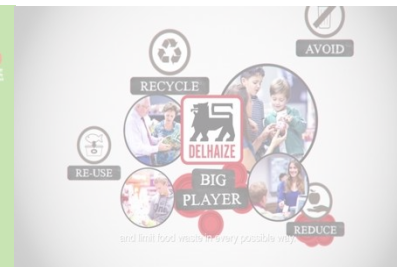 AVOID
RECYCLE
DELHAIZE
RE-USE
BIG
PLAYER
REDUCE
and limit food waste in every possible way.